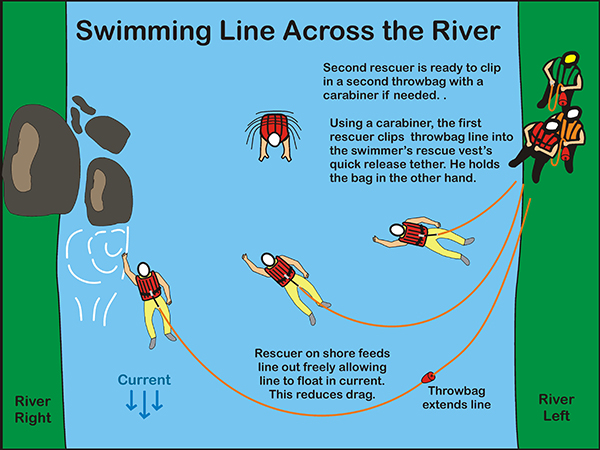 Swimming Line Across the River
Second rescuer is ready to clip
in a second throwbag with a
carabiner if needed. .
Using a carabiner, the first
rescuer clips throwbag line into
the swimmer's rescue vest's
quick release tether. He holds
the bag in the other hand.
Rescuer on shore feeds
line out freely allowing
line to float in current.
This reduces drag.
Throwbag
extends line
Current
River
Right
River
Left